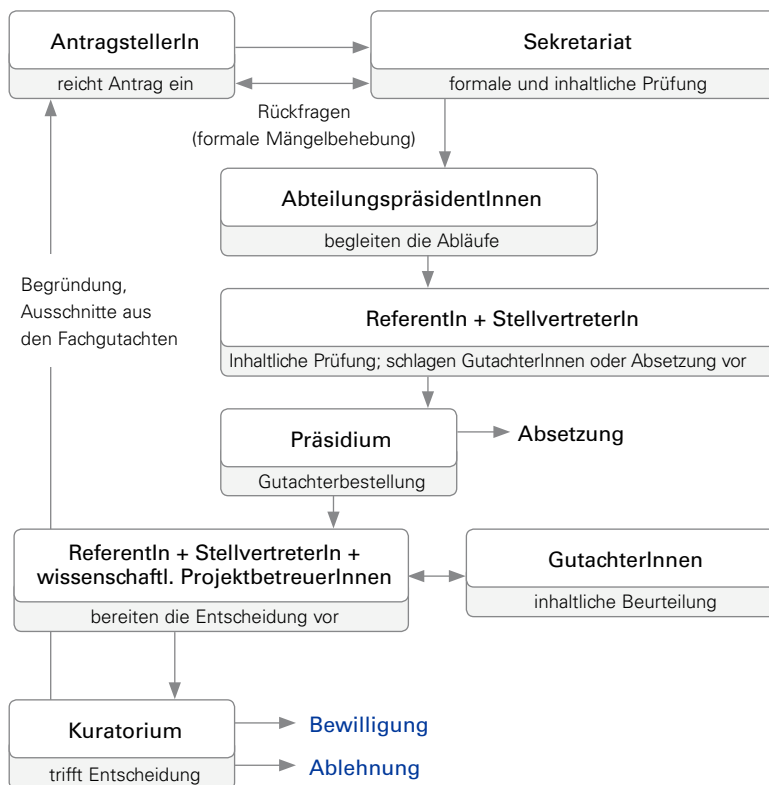 AntragstellerIn
reicht Antrag ein
Sekretariat
formale und inhaltliche Prüfung
Rückfragen
(formale Mängelbehebung)
AbteilungspräsidentInnen
begleiten die Abläufe
Begründung,
Ausschnitte aus
den Fachgutachten
ReferentIn + StellvertreterIn
Inhaltliche Prüfung; schlagen GutachterInnen oder Absetzung vor
Präsidium
Gutachterbestellung
Absetzung
ReferentIn + StellvertreterIn +
wissenschaftl. ProjektbetreuerInnen
bereiten die Entscheidung vor
GutachterInnen
inhaltliche Beurteilung
Kuratorium
trifft Entscheidung
Bewilligung
Ablehnung